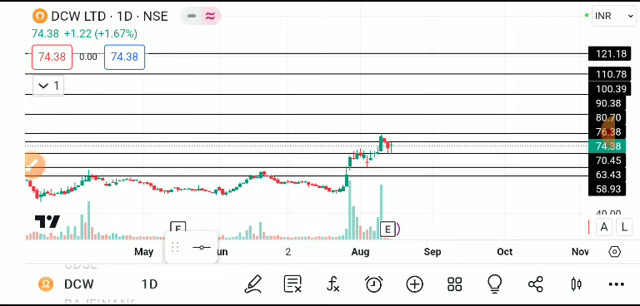 DCW LTD · 1D · NSE
INR
74.38 +1.22 (+1.67%)
74.38 0.00 74.38
1
121.18
110.78
100.39
90.38
80.70
76.38
74.38
70.45
63.43
58.93
40.00
E
E
A L
May
Jun
2
Aug
Sep
Oct
Nov
DCW 1D